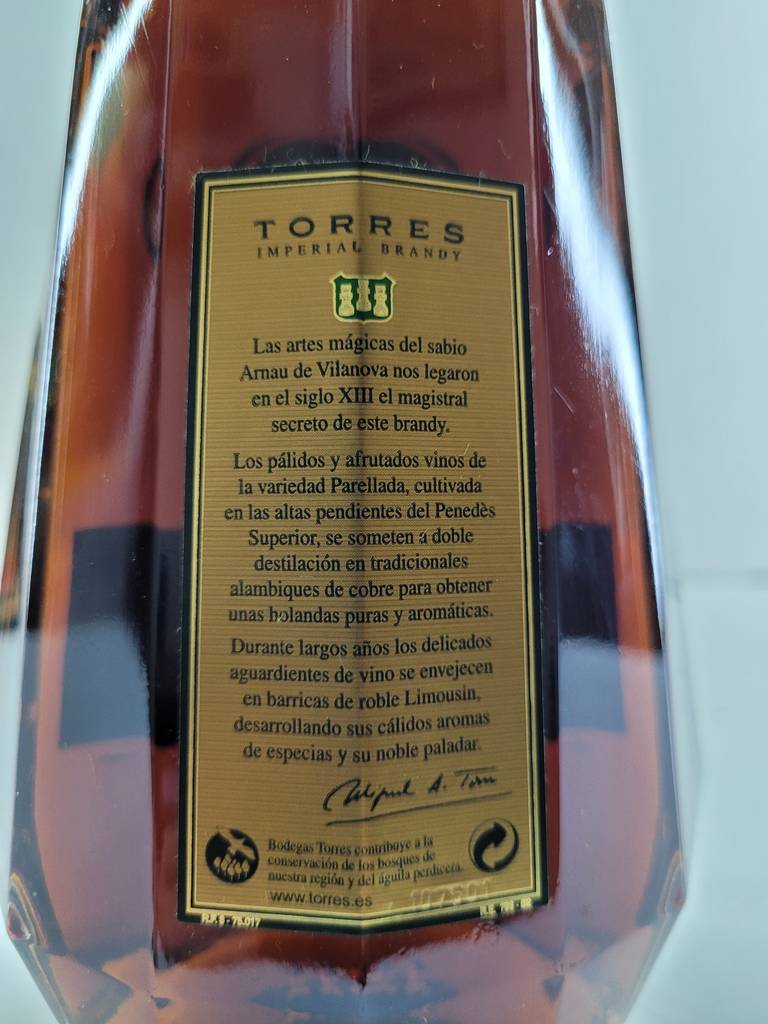 TORRES
IMPERIAL BRANDY
Las artes mágicas del sabio
Arnau de Vilanova nos legaron
en el siglo XIII el magistral
secreto de este brandy.
Los pálidos y afrutados vinos de
la variedad Parellada, cultivada
en las altas pendientes del Penedès
Superior, se someten a doble
destilación en tradicionales
alambiques de cobre para obtener
unas holandas puras y aromáticas.
Durante largos años los delicados
aguardientes de vino se envejecen
en barricas de roble Limousin,
desarrollando sus cálidos aromas
de especias y su noble paladar.
Miguel A. Torres
Bodegas Torres contribuye a la
conservación de los bosques de
nuestra región y del águila perdicera.
www.torres.es